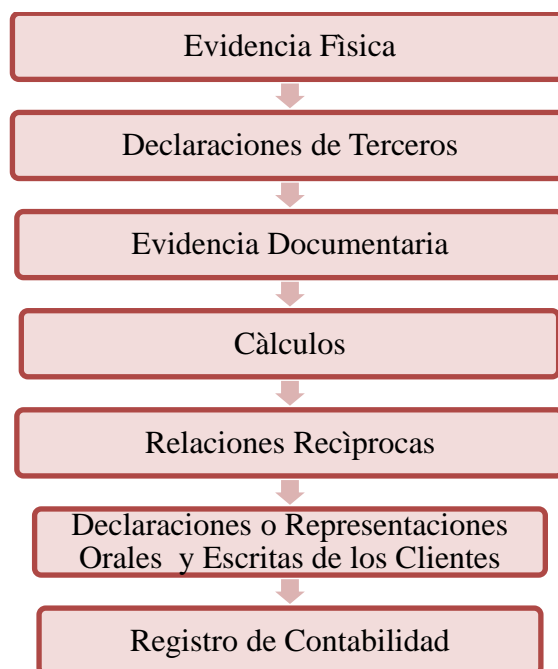 Evidencia Fìsica
Declaraciones de Terceros
Evidencia Documentaria
Càlculos
Relaciones Recìprocas
Declaraciones o Representaciones
Orales y Escritas de los Clientes
Registro de Contabilidad